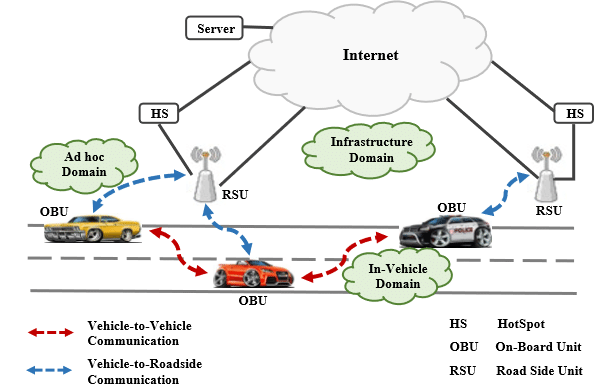 Server
Internet
HS
HS
Infrastructure
Domain
Ad hoc
Domain
RSU
OBU
OBU
RSU
POLICE
In-Vehicle
Domain
OBU
Vehicle-to-Vehicle
Communication
Vehicle-to-Roadside
Communication
HS HotSpot
OBU On-Board Unit
RSU Road Side Unit